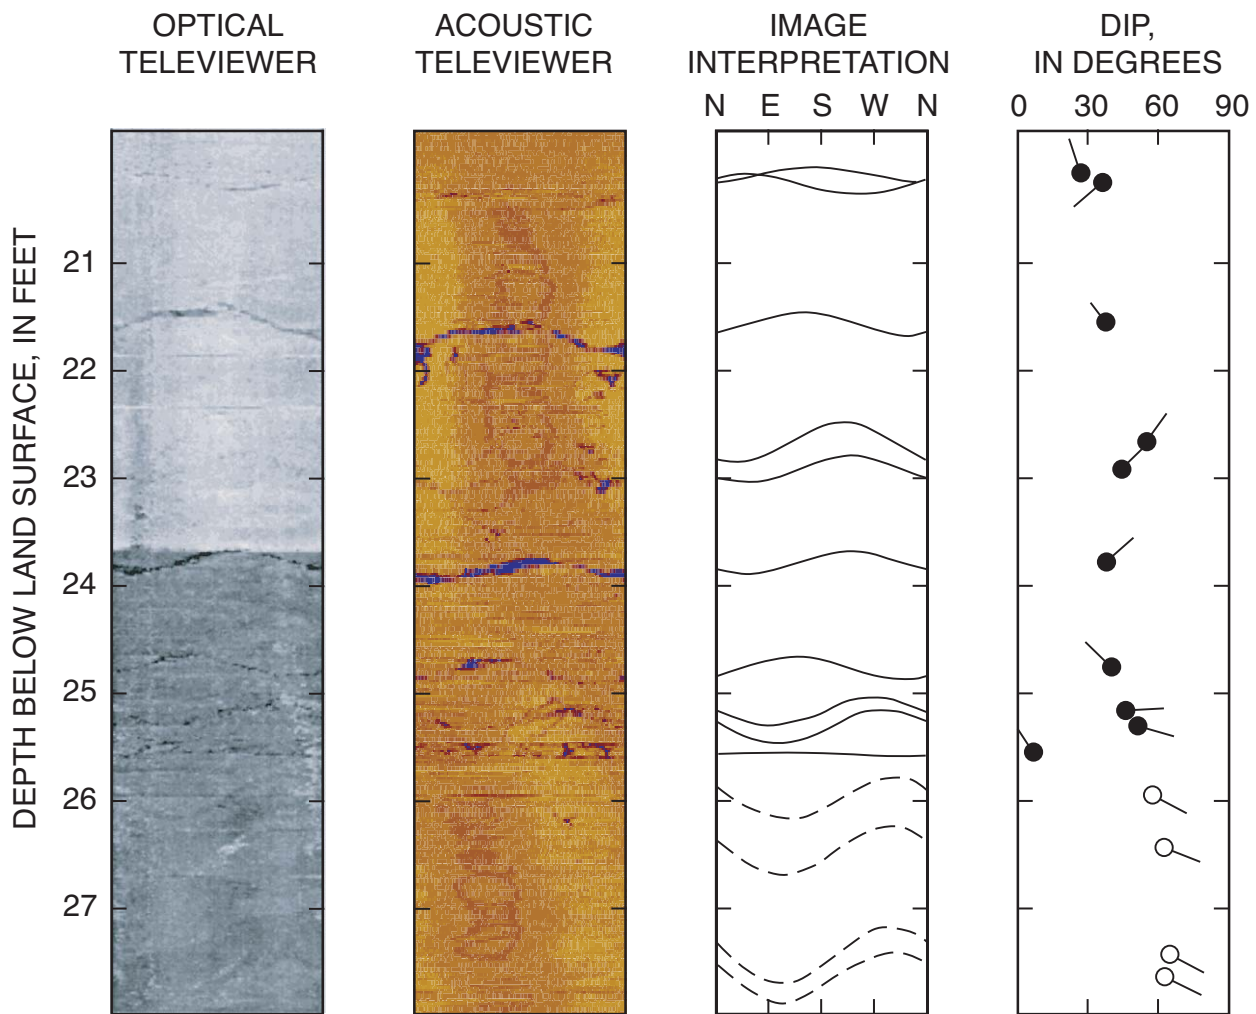 OPTICAL
TELEVIEWER
ACOUSTIC
TELEVIEWER
IMAGE
INTERPRETATION
N E S W N
DIP,
IN DEGREES
0 30 60 90
DEPTH BELOW LAND SURFACE, IN FEET
21
22
23
24
25
26
27